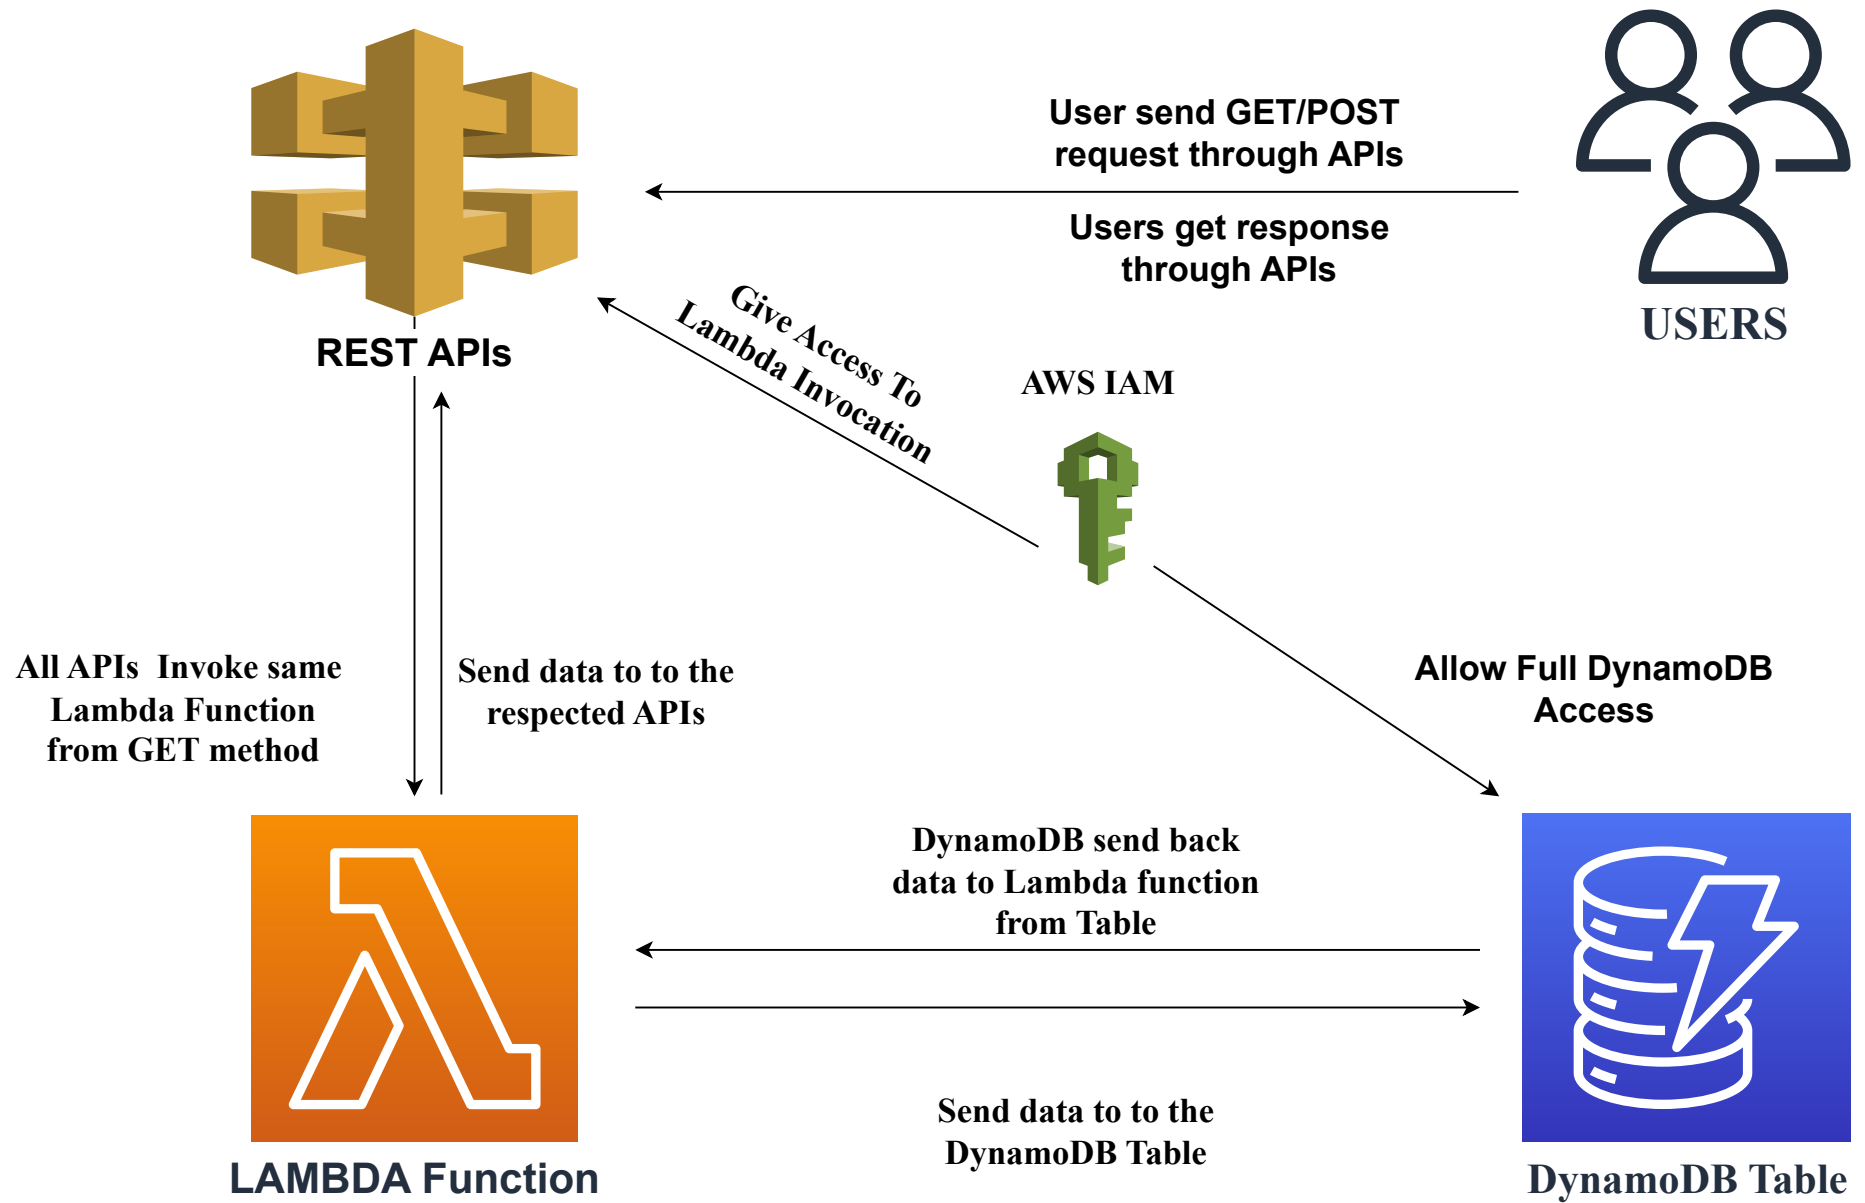 User send GET/POST
request through APIs
Users get response
through APIs
USERS
REST APIs
Give Access To
Lambda Invocation
AWS IAM
All APIs  Invoke same
Lambda Function
from GET method
Send data to to the
respected APIs
Allow Full DynamoDB
Access
DynamoDB send back
data to Lambda function
from Table
Send data to to the
DynamoDB Table
LAMBDA Function
DynamoDB Table